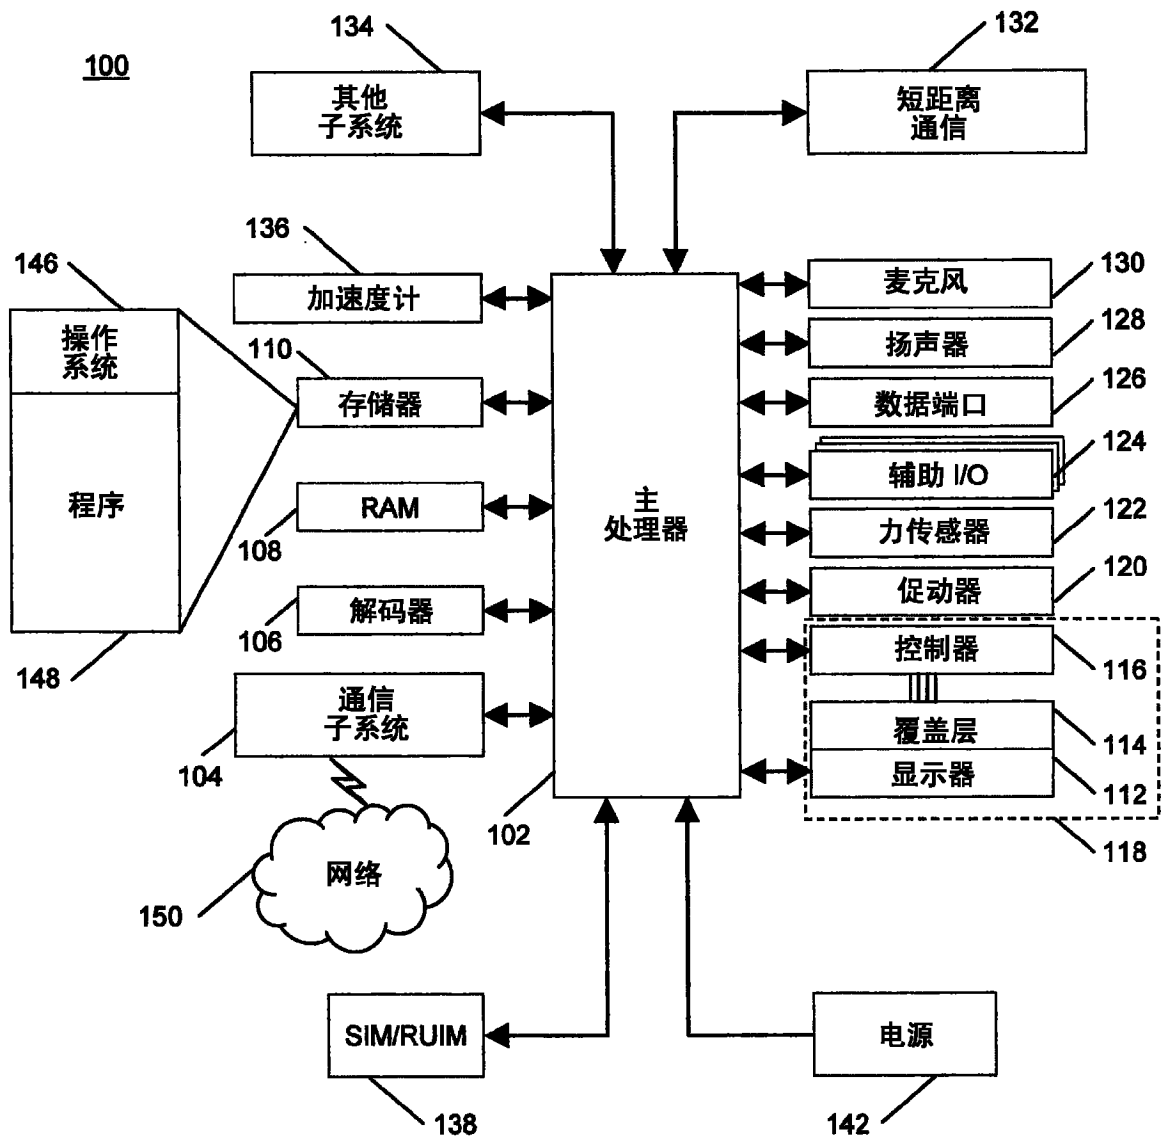 134
132
100
其他
子系统
短距离
通信
136
146
加速度计
麦克风
130
操作
系统
110
扬声器
128
存储器
数据端口
126
辅助 I/O
124
程序
RAM
主
处理器
108
力传感器
122
促动器
120
解码器
106
控制器
116
148
通信
子系统
覆盖层
114
104
显示器
112
102
118
网络
150
SIM/RUIM
电源
138
142